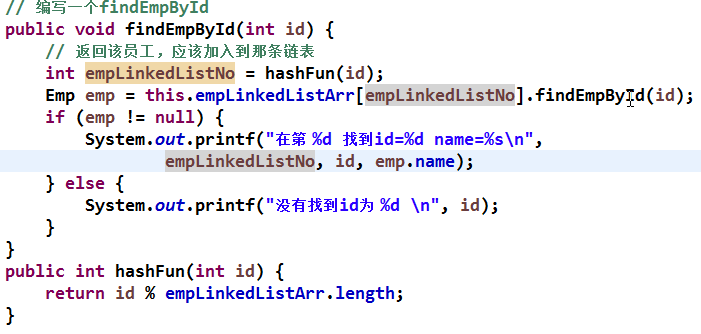 // 编写一个findEmpById
public void findEmpById(int id) {
// 返回该员工，应该加入到那条链表
int empLinkedListNo = hashFun(id);
Emp emp = this.empLinkedListArr[empLinkedListNo].findEmpById(id);
if (emp != null) {
System.out.printf("在第 %d 找到id=%d name=%s\n",
empLinkedListNo, id, emp.name);
} else {
System.out.printf("没有找到id为 %d \n", id);
}
}
public int hashFun(int id) {
return id % empLinkedListArr.length;
}